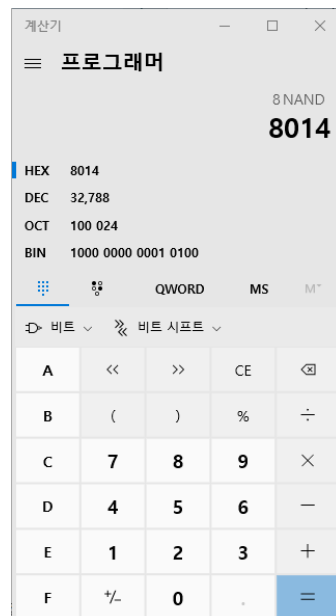 계산기
프로그래머
8 NAND
8014
HEX 8014
DEC 32,788
OCT 100 024
BIN 1000 0000 0001 0100
QWORD MS M˅
비트 비트 시프트
A << >> CE
B ( ) % ÷
C 7 8 9 ×
D 4 5 6 −
E 1 2 3 +
F +/− 0 . =